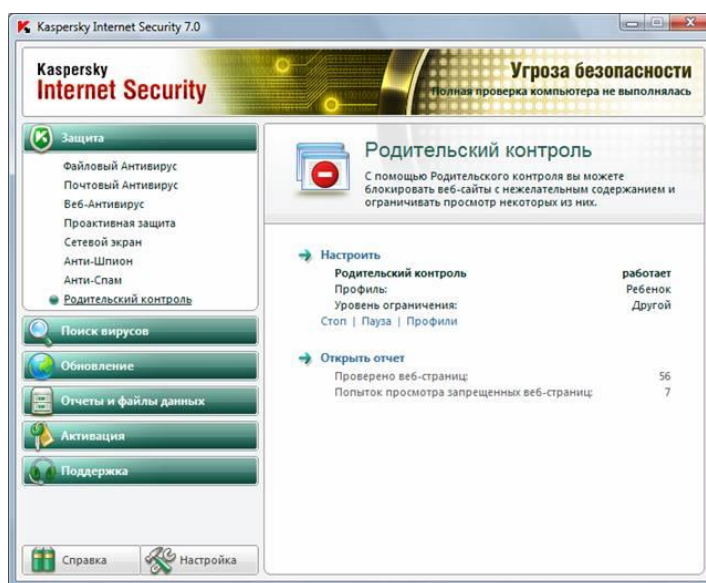 Kaspersky Internet Security 7.0
Kaspersky
Internet Security
Угроза безопасности
Полная проверка компьютера не выполнялась
Защита
Файловый Антивирус
Почтовый Антивирус
Веб-Антивирус
Проактивная защита
Сетевой экран
Анти-Шпион
Анти-Спам
Родительский контроль
Поиск вирусов
Обновление
Отчеты и файлы данных
Активация
Поддержка
Справка
Настройка
Родительский контроль
С помощью Родительского контроля вы можете
блокировать веб-сайты с нежелательным содержанием и
ограничивать просмотр некоторых из них.
Настроить
Родительский контроль работает
Профиль: Ребенок
Уровень ограничения: Другой
Стоп | Пауза | Профили
Открыть отчет
Проверено веб-страниц: 56
Попыток просмотра запрещенных веб-страниц: 7